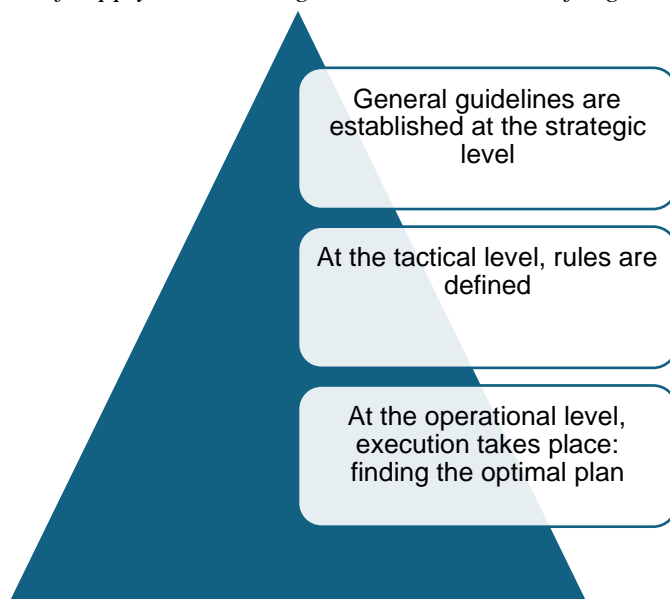 General guidelines are
established at the strategic
level
At the tactical level, rules are
defined
At the operational level,
execution takes place:
finding the optimal plan